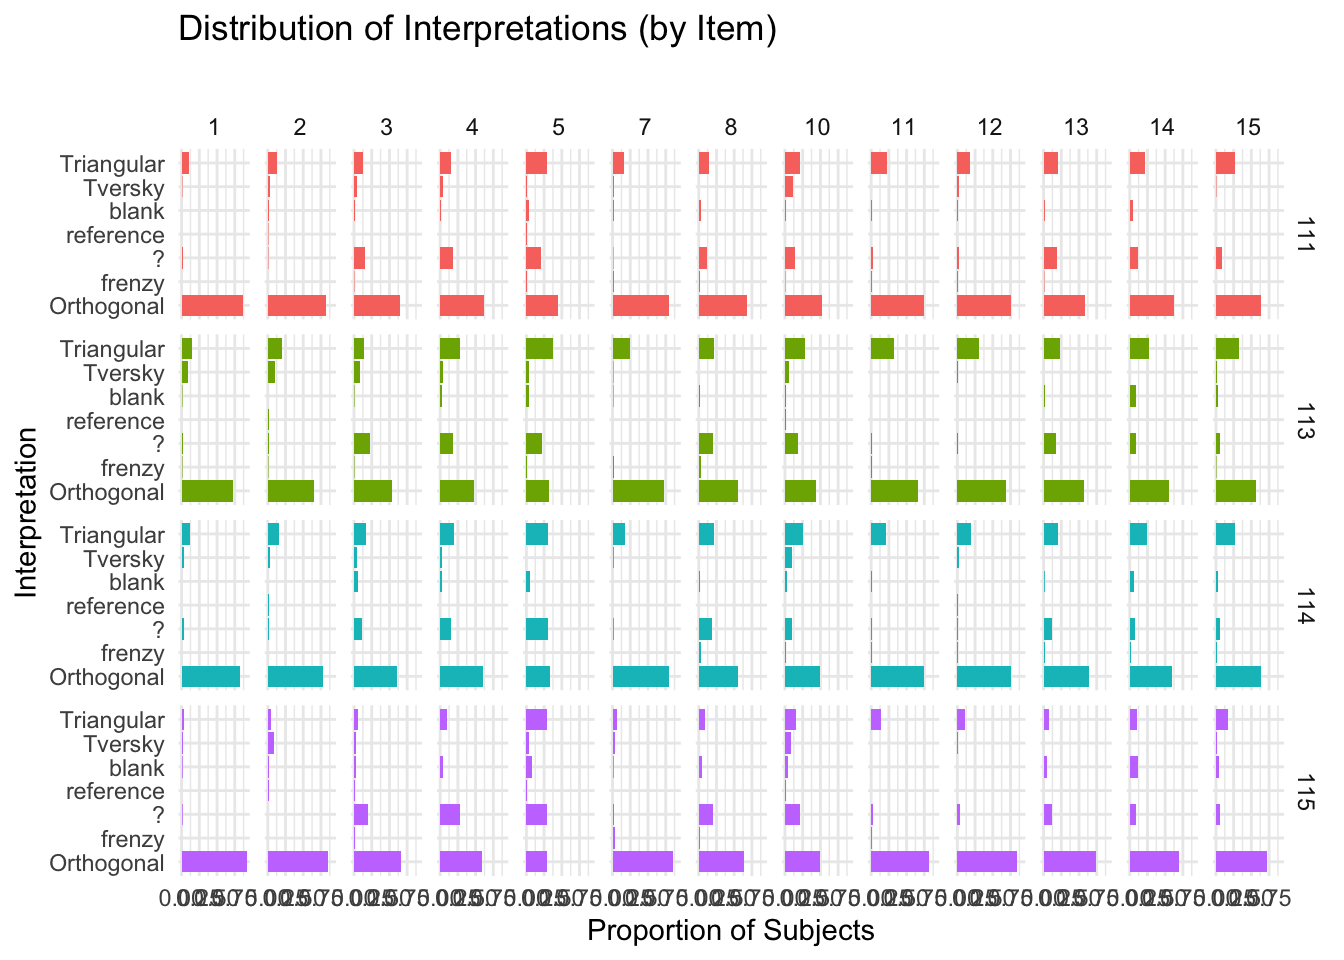 Distribution of Interpretations (by Item)
1 2 3 4 5 7 8 10 11 12 13 14 15
Triangular
Tversky
blank
reference
?
frenzy
Orthogonal
111
Triangular
Tversky
blank
reference
?
frenzy
Orthogonal
113
Triangular
Tversky
blank
reference
?
frenzy
Orthogonal
114
Triangular
Tversky
blank
reference
?
frenzy
Orthogonal
115
Interpretation
Proportion of Subjects